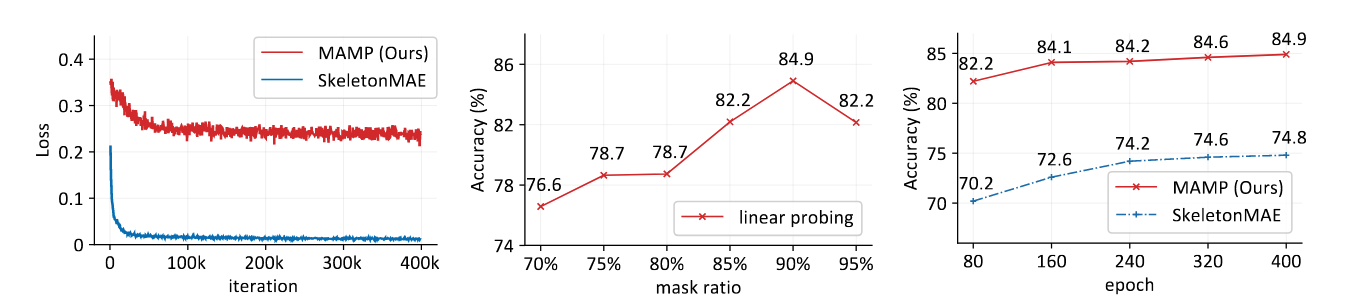 0.4
0.3
0.2
0.1
0
Loss
0 100k 200k 300k 400k
iteration
MAMP (Ours)
SkeletonMAE
86
82
78
74
Accuracy (%)
76.6 78.7 78.7 82.2 84.9 82.2
linear probing
70% 75% 80% 85% 90% 95%
mask ratio
85
80
75
70
Accuracy (%)
82.2 84.1 84.2 84.6 84.9
70.2 72.6 74.2 74.6 74.8
MAMP (Ours)
SkeletonMAE
80 160 240 320 400
epoch